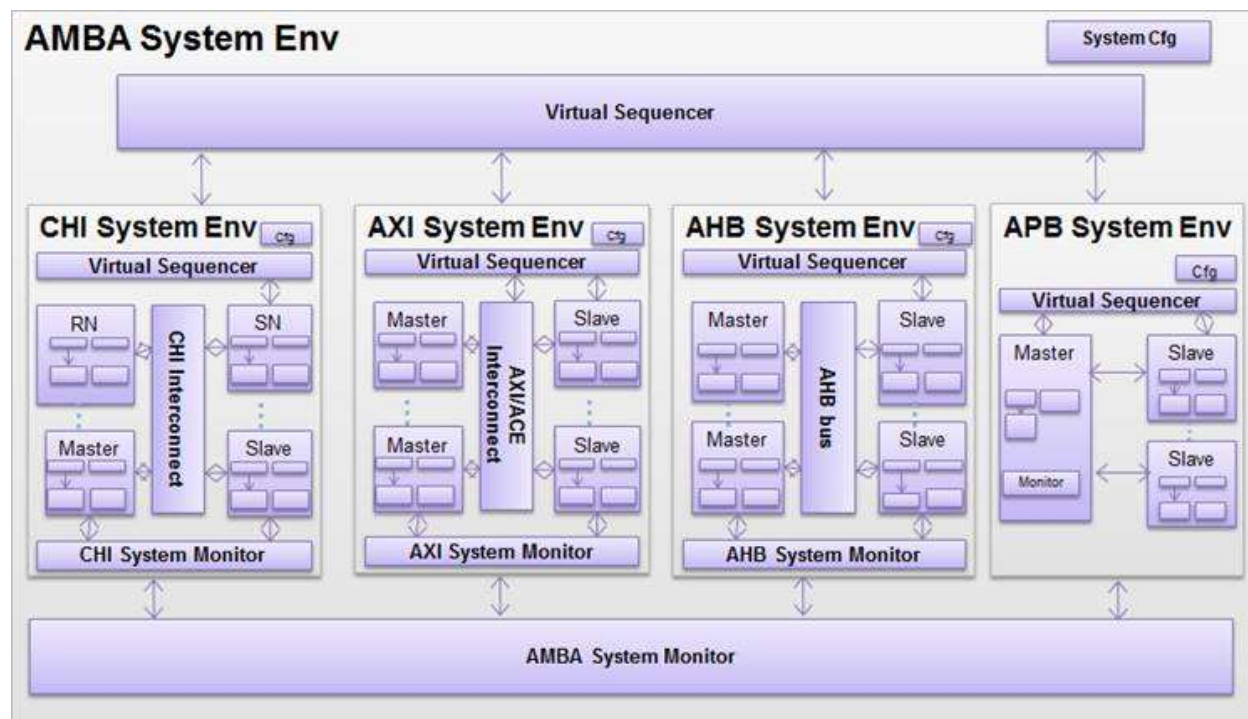 AMBA System Env
System Cfg
Virtual Sequencer
CHI System Env
Cfg
Virtual Sequencer
RN
SN
CHI Interconnect
Master
Slave
CHI System Monitor
AXI System Env
Cfg
Virtual Sequencer
Master
Slave
AXI/ACE
Interconnect
Master
Slave
AXI System Monitor
AHB System Env
Cfg
Virtual Sequencer
Master
Slave
AHB bus
Master
Slave
AHB System Monitor
APB System Env
Cfg
Virtual Sequencer
Master
Slave
Slave
Monitor
AMBA System Monitor